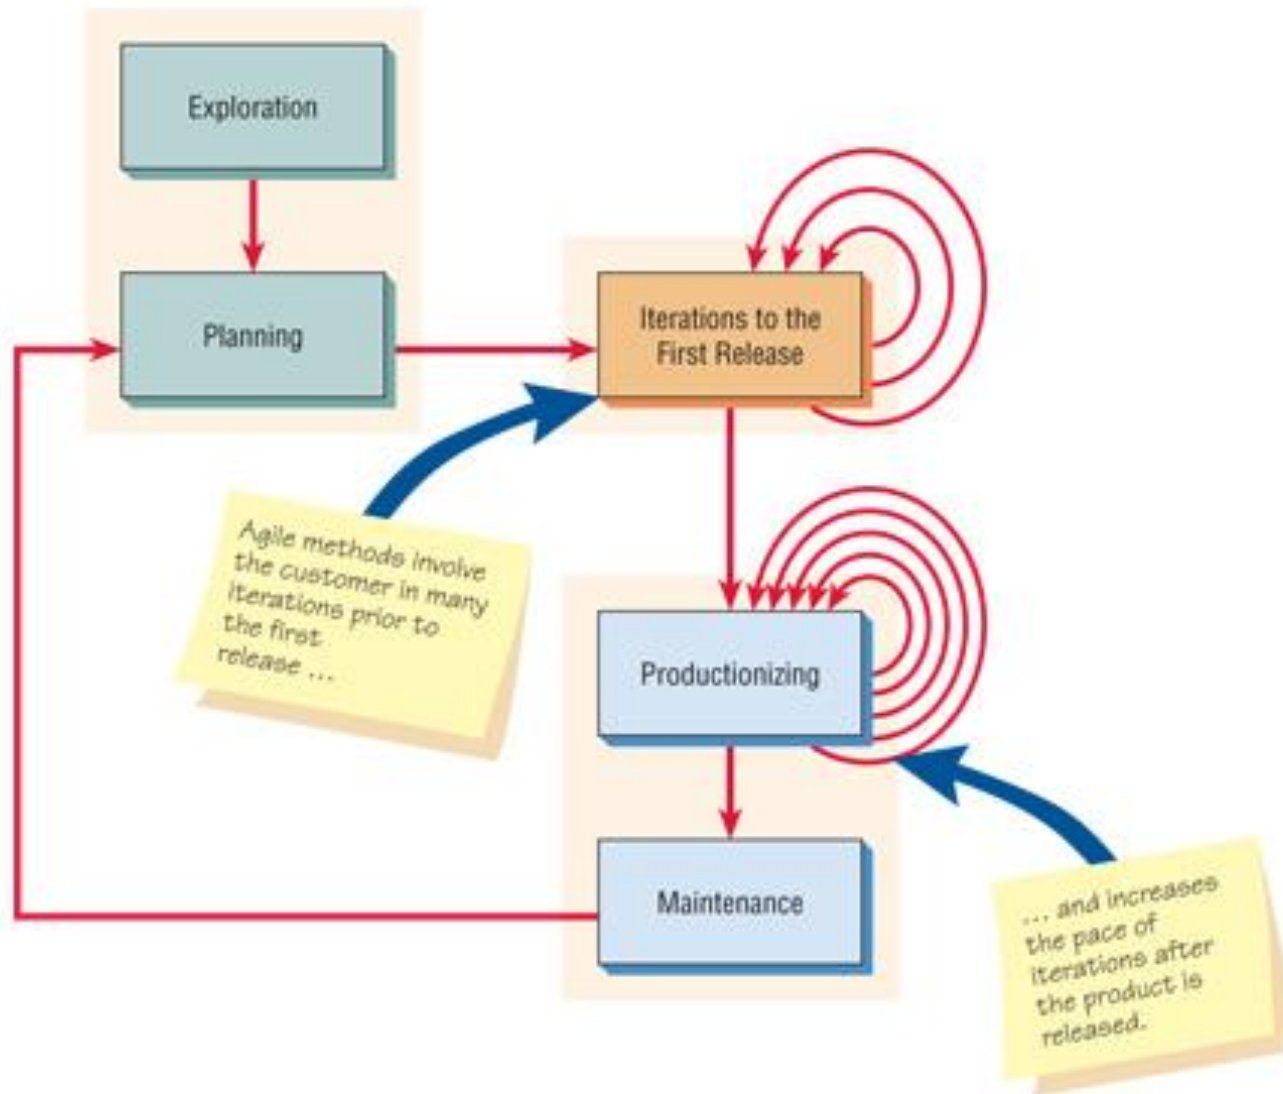 Exploration
Planning
Iterations to the
First Release
Agile methods involve
the customer in many
iterations prior to
the first
release ...
Productionizing
Maintenance
... and increases
the pace of
iterations after
the product is
released.